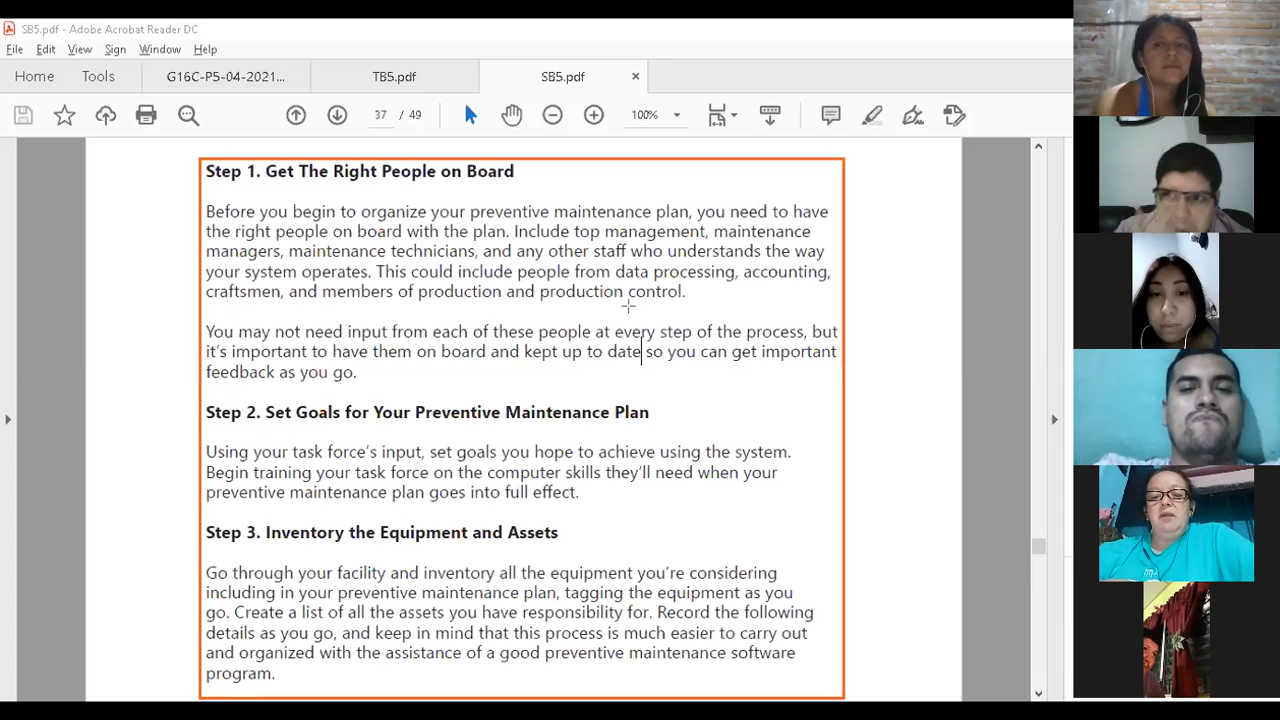 SB5.pdf - Adobe Acrobat Reader DC
File Edit View Sign Window Help
Home Tools G16C-P5-04-2021... TB5.pdf SB5.pdf
37 / 49 100%
Step 1. Get The Right People on Board
Before you begin to organize your preventive maintenance plan, you need to have
the right people on board with the plan. Include top management, maintenance
managers, maintenance technicians, and any other staff who understands the way
your system operates. This could include people from data processing, accounting,
craftsmen, and members of production and production control.
You may not need input from each of these people at every step of the process, but
it's important to have them on board and kept up to date so you can get important
feedback as you go.
Step 2. Set Goals for Your Preventive Maintenance Plan
Using your task force's input, set goals you hope to achieve using the system.
Begin training your task force on the computer skills they'll need when your
preventive maintenance plan goes into full effect.
Step 3. Inventory the Equipment and Assets
Go through your facility and inventory all the equipment you're considering
including in your preventive maintenance plan, tagging the equipment as you
go. Create a list of all the assets you have responsibility for. Record the following
details as you go, and keep in mind that this process is much easier to carry out
and organized with the assistance of a good preventive maintenance software
program.